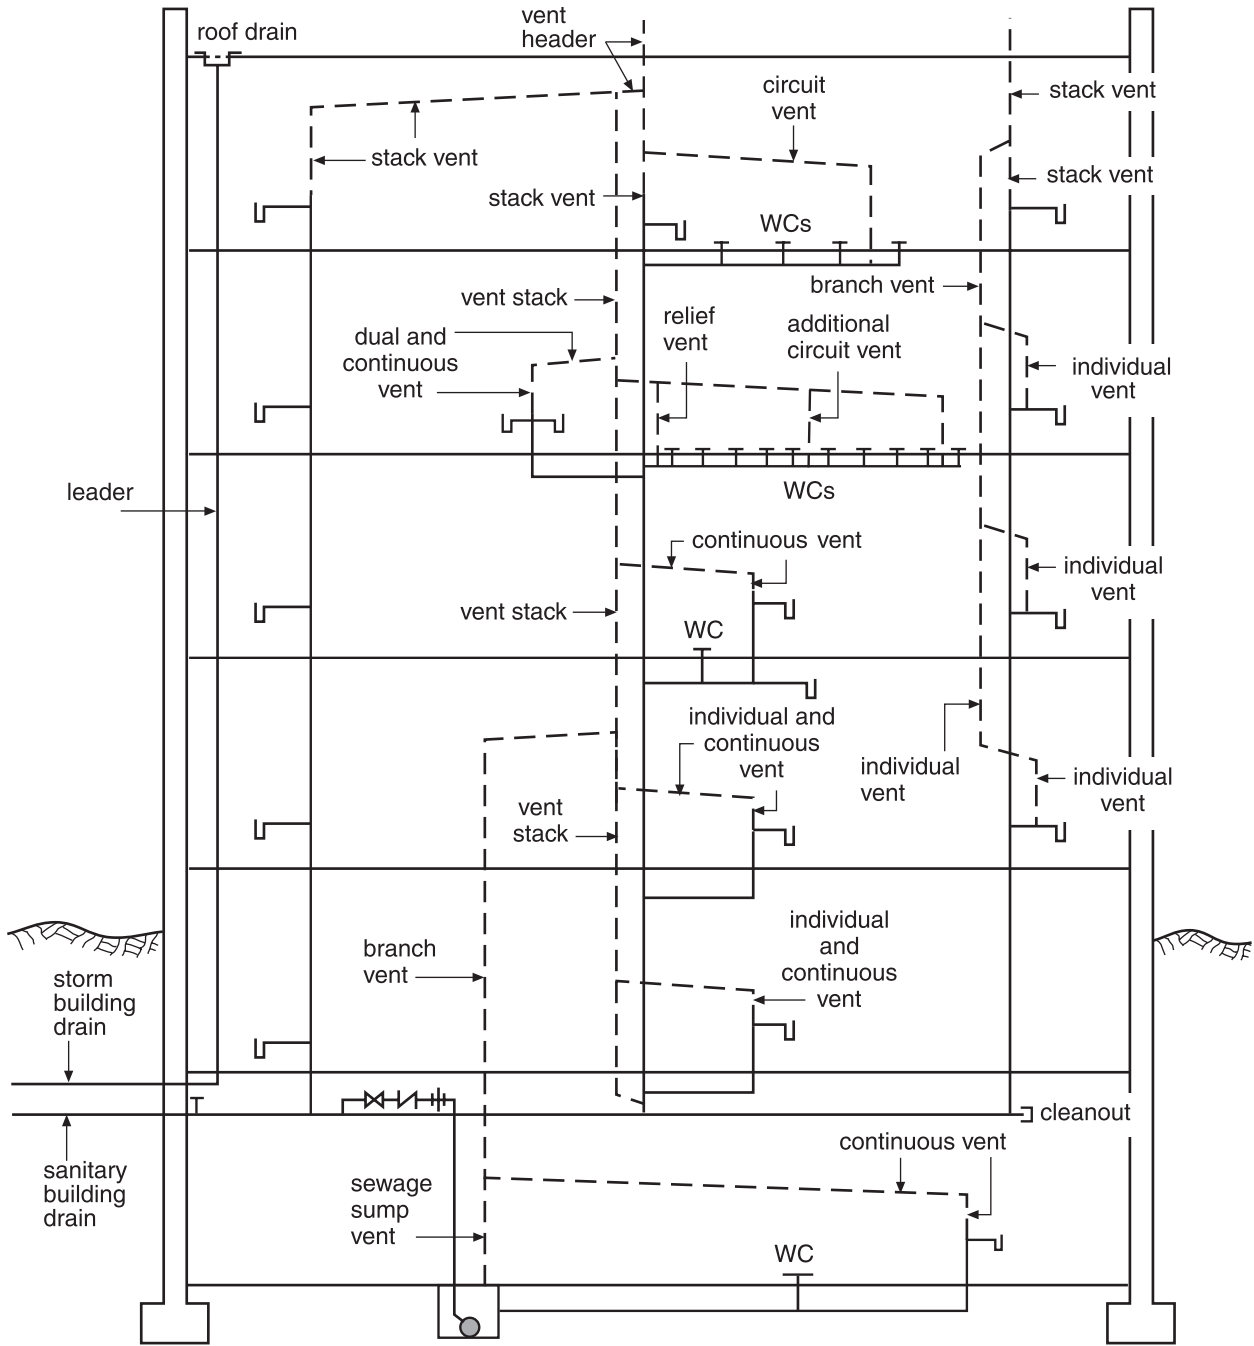 vent
header
roof drain
circuit
vent
stack vent
stack vent
stack vent
stack vent
WCs
branch vent
vent stack
relief
vent
additional
circuit vent
dual and
continuous
vent
individual
vent
leader
WCs
continuous vent
individual
vent
vent stack
WC
individual and
continuous
vent
individual
vent
individual
vent
vent
stack
individual
and
continuous
vent
branch
vent
storm
building
drain
cleanout
continuous vent
sanitary
building
drain
sewage
sump
vent
WC